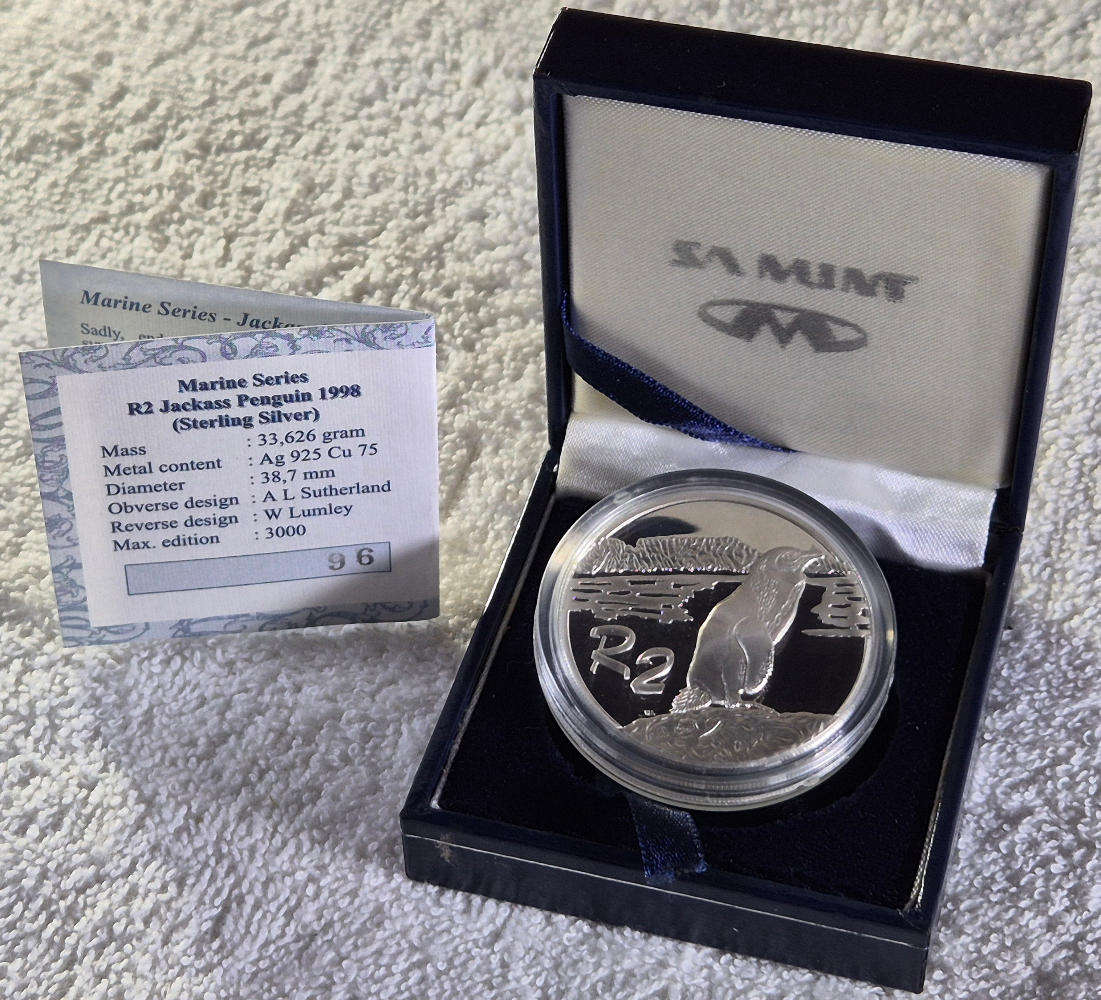 Marine Series - Jacka
Sadly,
Marine Series
R2 Jackass Penguin 1998
(Sterling Silver)
Mass : 33,626 gram
Metal content : Ag 925 Cu 75
Diameter : 38,7 mm
Obverse design : A L Sutherland
Reverse design : W Lumley
Max. edition : 3000
96
SA MINT
R2